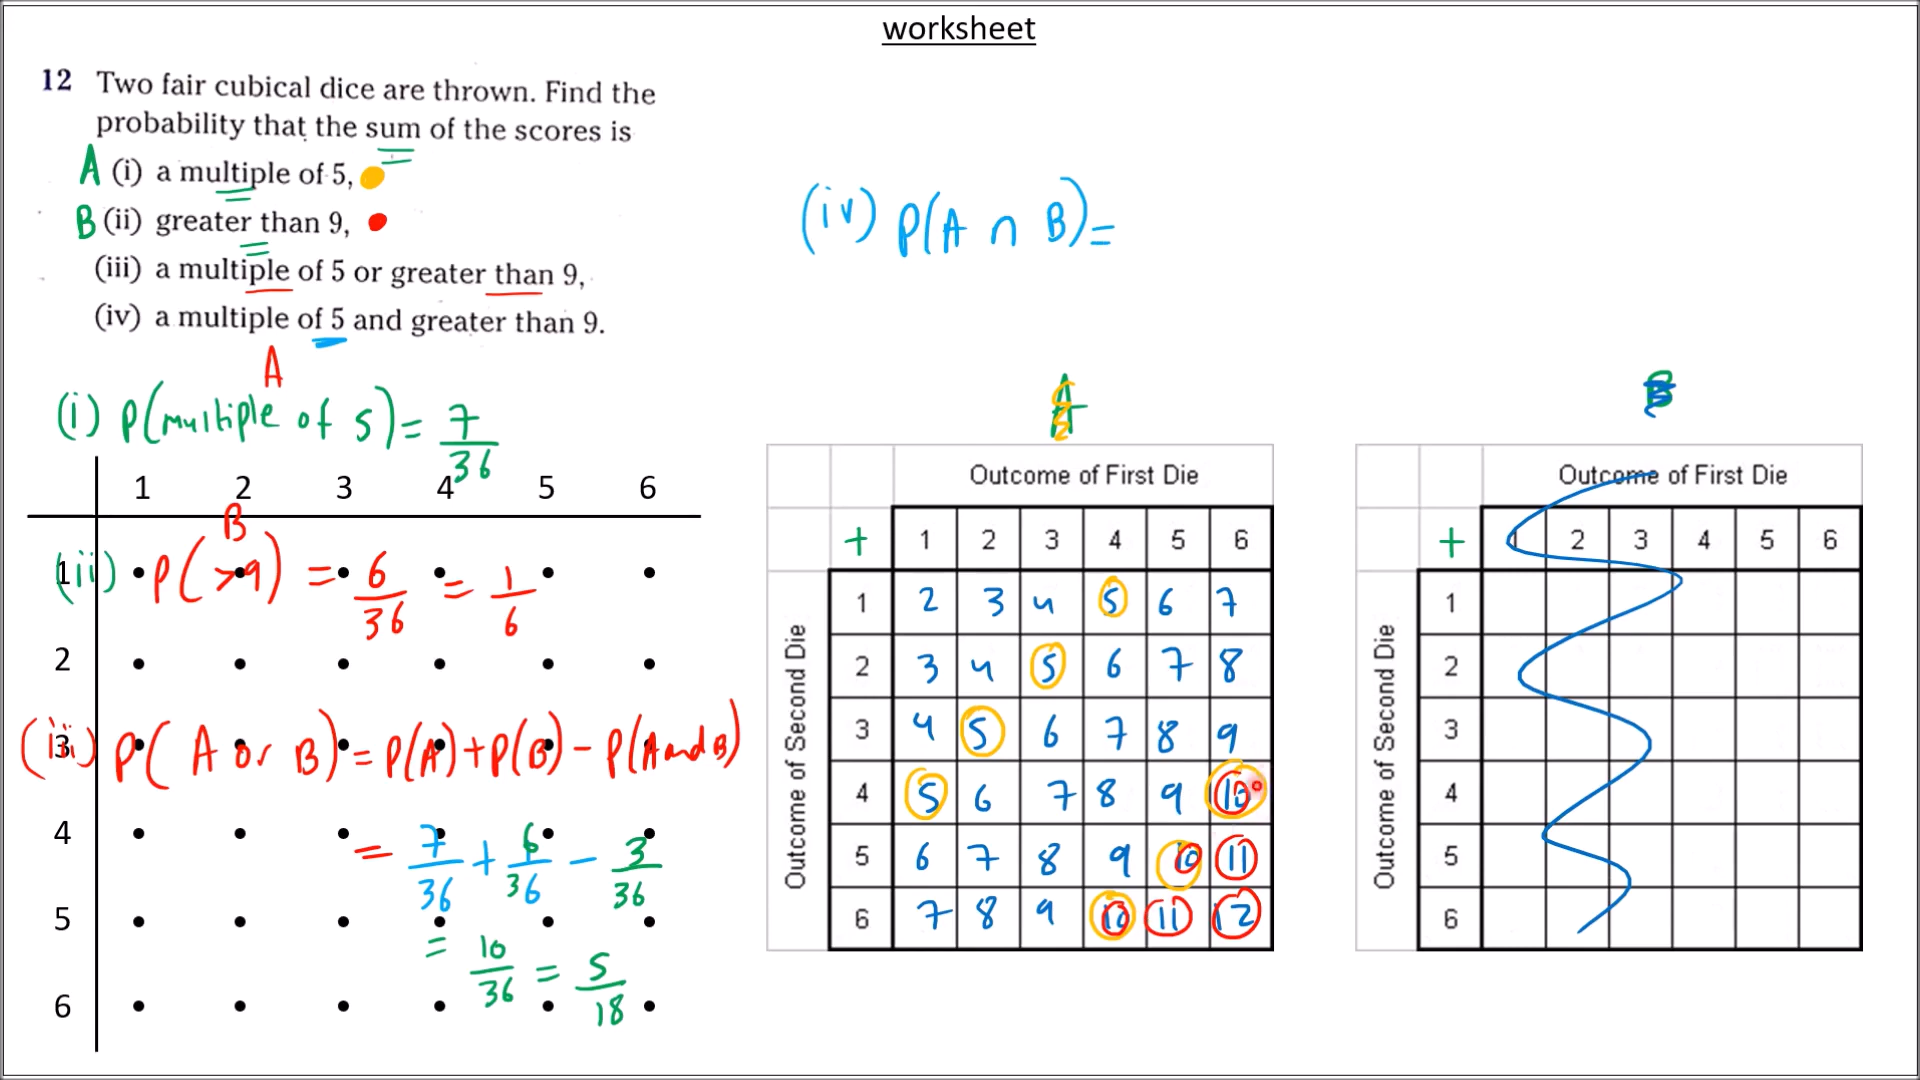 worksheet
12 Two fair cubical dice are thrown. Find the
probability that the sum of the scores is
A (i) a multiple of 5,
B (ii) greater than 9,
(iii) a multiple of 5 or greater than 9,
(iv) a multiple of 5 and greater than 9.
A
(i) P(multiple of 5) = 7/36
1 2 3 4 5 6
B
1
(ii) P(>9) = 6/36 = 1/6
2
3
(iii) P(A or B) = P(A) + P(B) - P(A and B)
4
= 7/36 + 6/36 - 3/36
5
= 10/36 = 5/18
6
(iv) P(A ∩ B) =
A
Outcome of First Die
+ 1 2 3 4 5 6
Outcome of Second Die
1 2 3 4 5 6 7
2 3 4 5 6 7 8
3 4 5 6 7 8 9
4 5 6 7 8 9 10
5 6 7 8 9 10 11
6 7 8 9 10 11 12
B
Outcome of First Die
+ 1 2 3 4 5 6
Outcome of Second Die
1
2
3
4
5
6